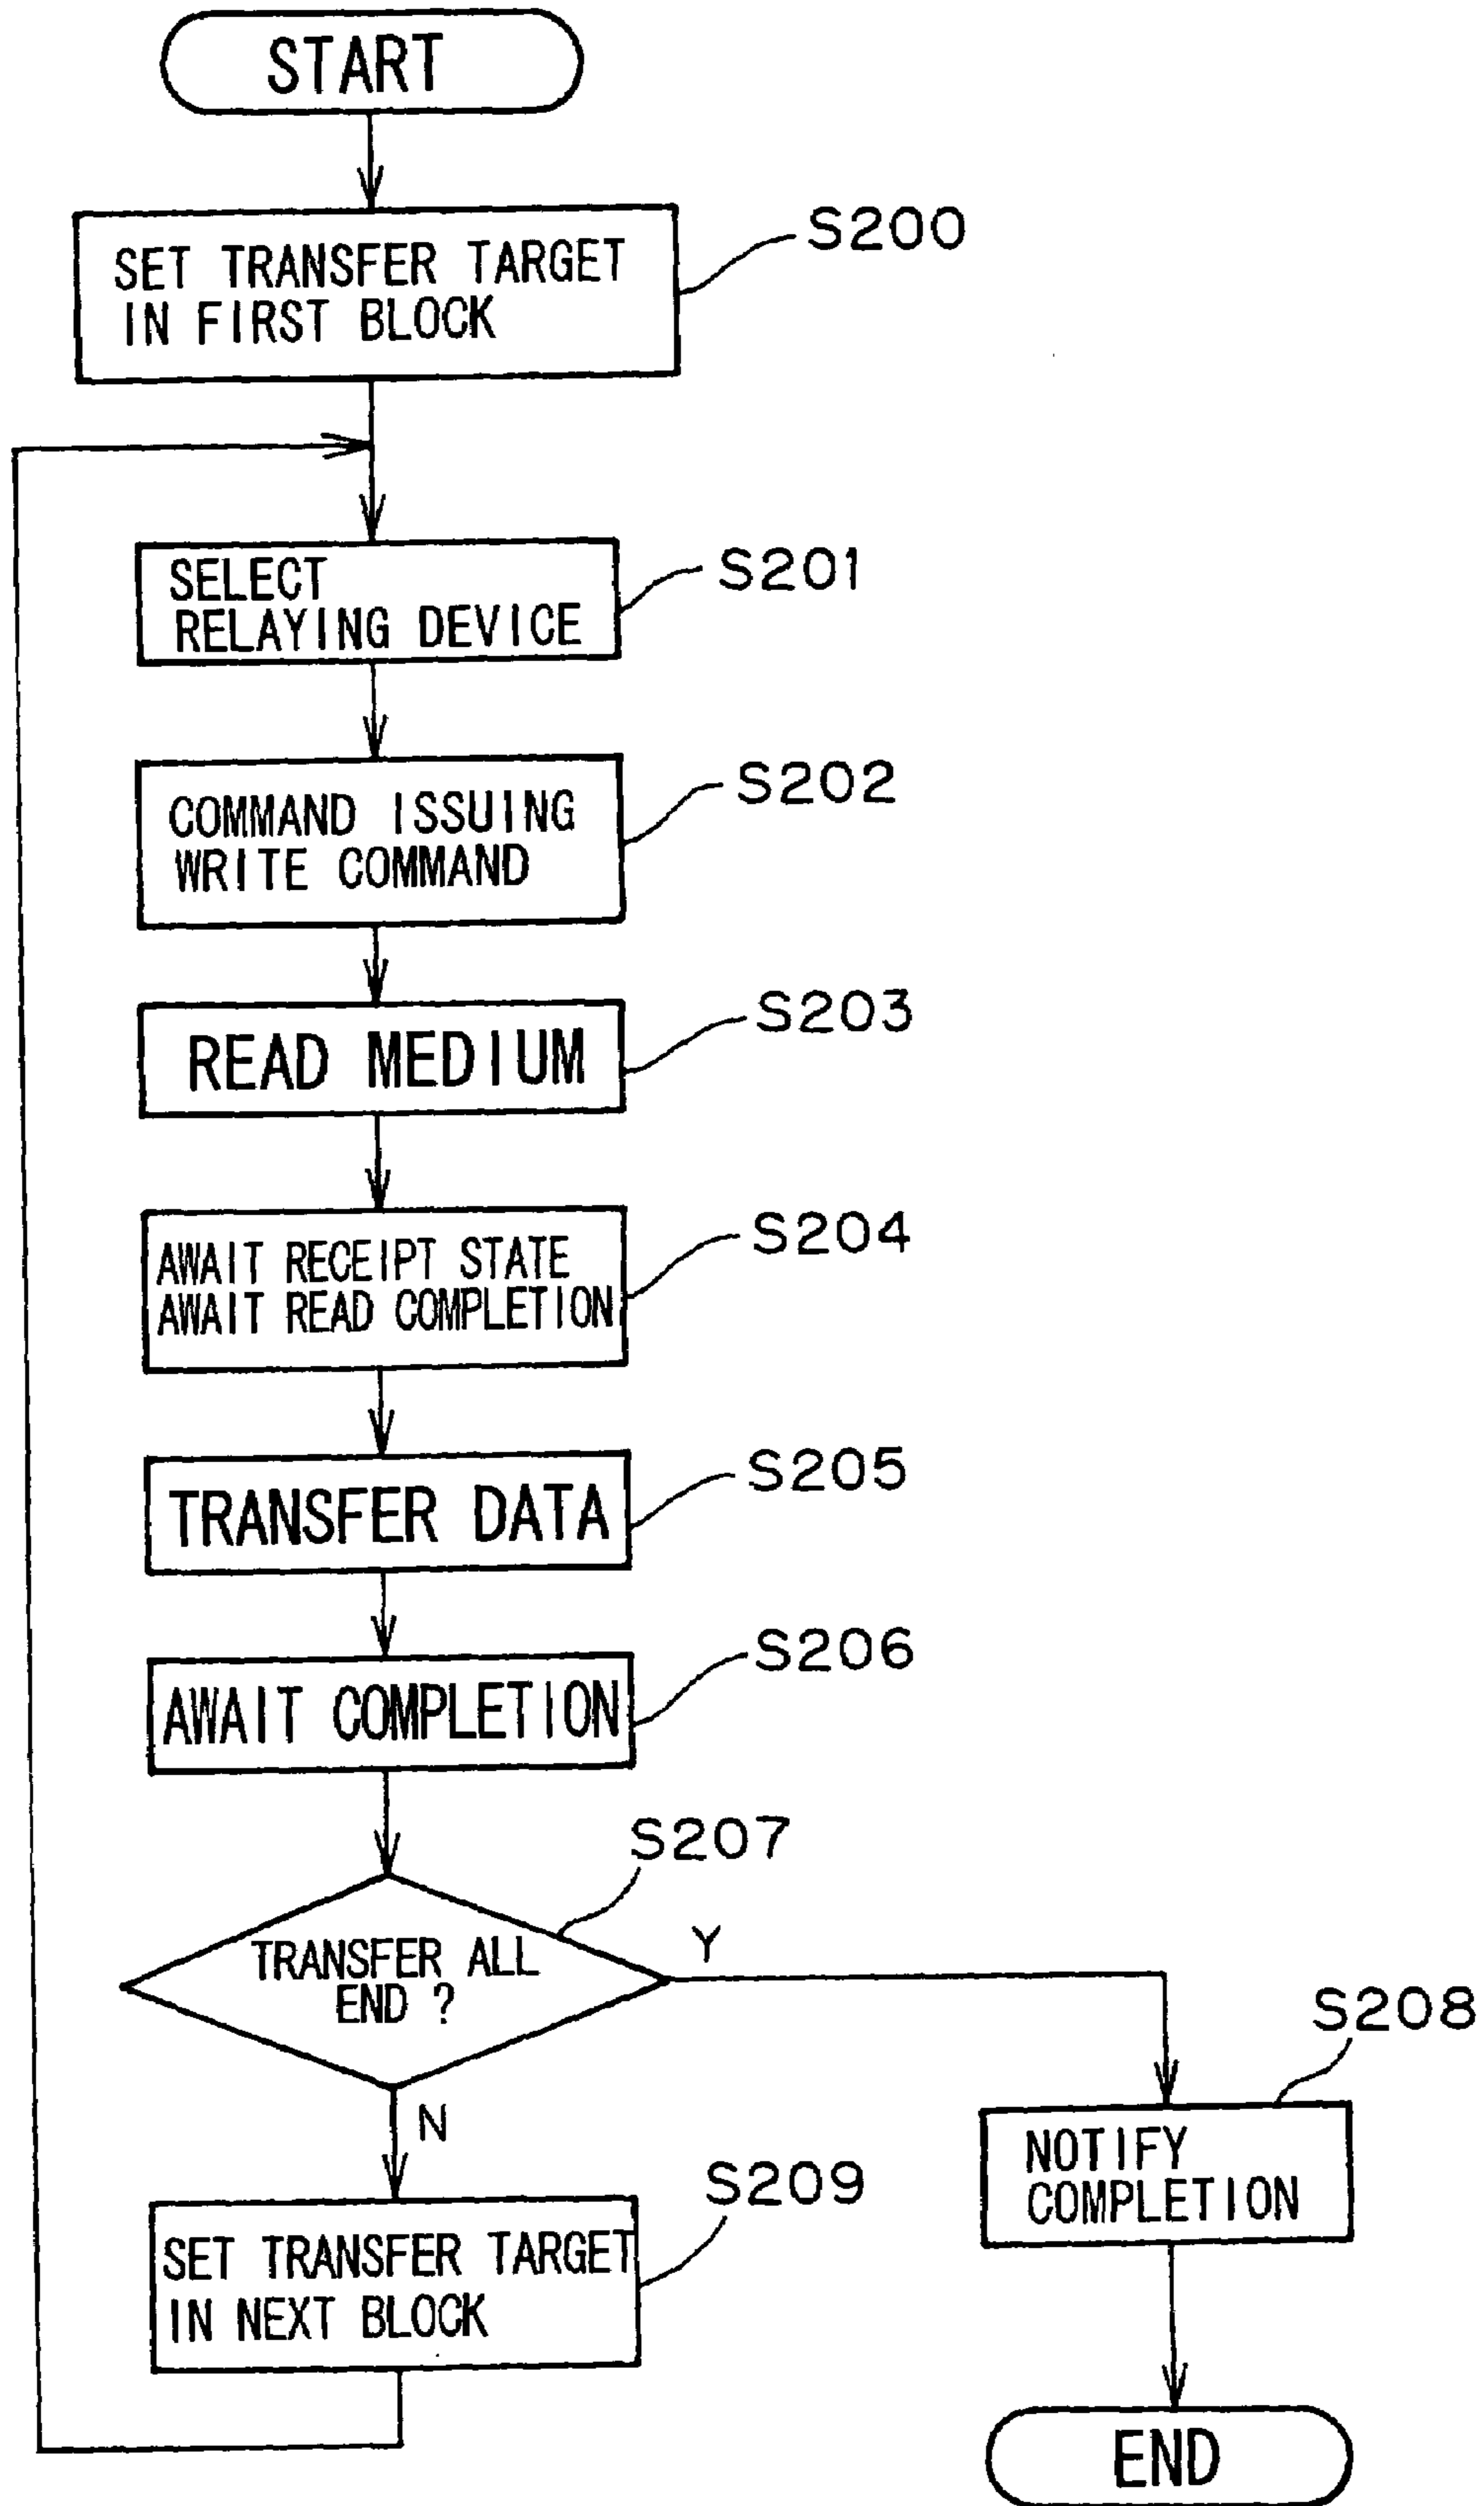 START
SET TRANSFER TARGET
IN FIRST BLOCK
S200
SELECT
RELAYING DEVICE
S201
COMMAND ISSUING
WRITE COMMAND
S202
READ MEDIUM
S203
AWAIT RECEIPT STATE
AWAIT READ COMPLETION
S204
TRANSFER DATA
S205
AWAIT COMPLETION
S206
S207
TRANSFER ALL
END ?
Y
N
S208
NOTIFY
COMPLETION
S209
SET TRANSFER TARGET
IN NEXT BLOCK
END